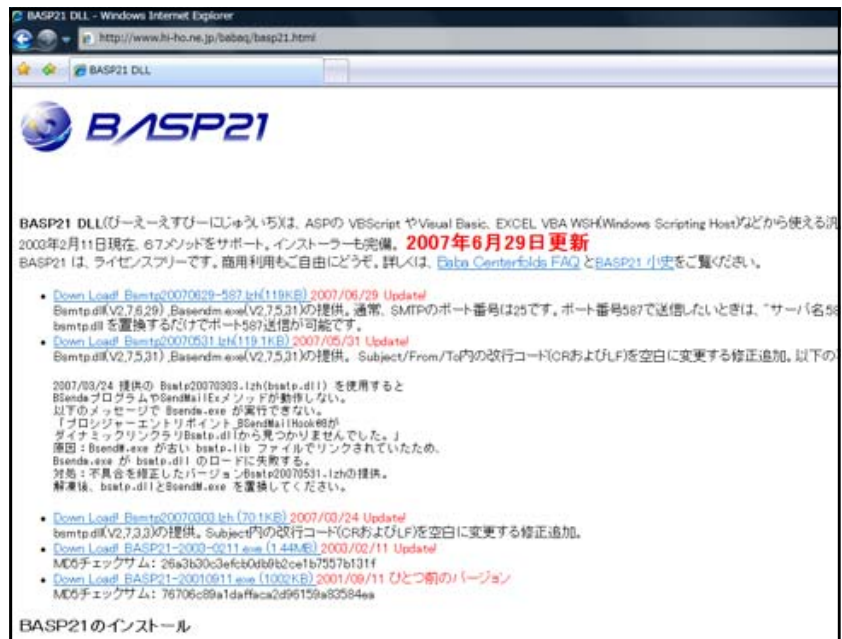 BASP21 DLL - Windows Internet Explorer
http://www.hi-ho.ne.jp/babaq/basp21.html
BASP21 DLL
BASP21
BASP21 DLL(びーえーえすぴーにじゅういち)は、ASPの VBScript やVisual Basic、EXCEL VBA WSH(Windows Scripting Host)などから使える汎
2003年2月11日現在、67メソッドをサポート。インストーラーも完備。2007年6月29日更新
BASP21 は、ライセンスフリーです。商用利用もご自由にどうぞ。詳しくは、Baba Centerfolds FAQ とBASP21 小史をご覧ください。
• Down Load! Bsmtp20070629-587.lzh(119KB) 2007/06/29 Update!
Bsmtp.dll(V2,7,6,29) ,Basendm.exe(V2,7,5,31)の提供。通常、SMTPのポート番号は25です。ポート番号587で送信したいときは、"サーバ名58
bsmtp.dll を置換するだけでポート587送信が可能です。
• Down Load! Bsmtp20070531.lzh(119.1KB) 2007/05/31 Update!
Bsmtp.dll(V2,7,5,31) ,Basendm.exe(V2,7,5,31)の提供。Subject/From/To内の改行コード(CRおよびLF)を空白に変更する修正追加。以下の
2007/03/24 提供の Bsmtp20070303.lzh(bsmtp.dll) を使用すると
BSendmプログラムやSendMailExメソッドが動作しない。
以下のメッセージで Bsendm.exe が実行できない。
「プロシジャーエントリポイント_BSendMailHook@8が
ダイナミックリンクラリBsmtp.dllから見つかりませんでした。」
原因：BsendM.exe が古い bsmtp.lib ファイルでリンクされていたため、
Bsendm.exe が bsmtp.dll のロードに失敗する。
対処：不具合を修正したバージョンBsmtp20070531.lzhの提供。
解凍後、bsmtp.dllとBsendM.exe を置換してください。
• Down Load! Bsmtp20070303.lzh (70.1KB) 2007/03/24 Update!
bsmtp.dll(V2,7,3,3)の提供。Subject内の改行コード(CRおよびLF)を空白に変更する修正追加。
• Down Load! BASP21-2003-0211.exe (1.44MB) 2003/02/11 Update!
MD5チェックサム： 26a3b30c3efcb0db9b2ce1b7557b131f
• Down Load! BASP21-20010911.exe (1002KB) 2001/09/11 ひとつ前のバージョン
MD5チェックサム： 76706c89a1daffaca2d96159a83584ea
BASP21のインストール